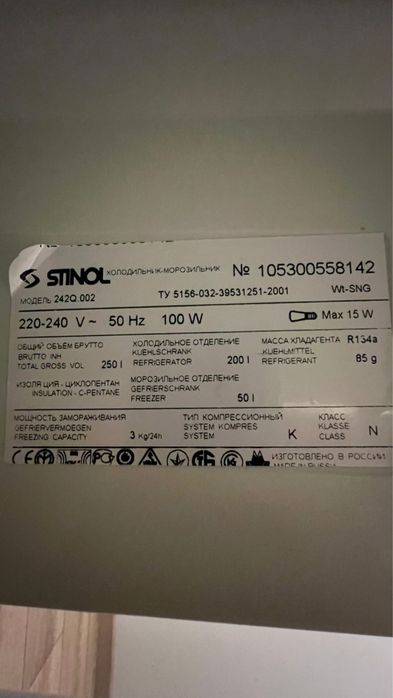 STINOL ХОЛОДИЛЬНИК-МОРОЗИЛЬНИК № 105300558142
МОДЕЛЬ 242Q.002 ТУ 5156-032-39531251-2001 Wt-SNG
220-240 V ~ 50 Hz 100 W Max 15 W
ОБЩИЙ ОБЪЕМ БРУТТО ХОЛОДИЛЬНОЕ ОТДЕЛЕНИЕ МАССА ХЛАДАГЕНТА R134a
BRUTTO INH KUEHLSCHRANK KUEHLMITTEL
TOTAL GROSS VOL 250 l REFRIGERATOR 200 l REFRIGERANT 85 g
ИЗОЛЯЦИЯ - ЦИКЛОПЕНТАН МОРОЗИЛЬНОЕ ОТДЕЛЕНИЕ
INSULATION - C-PENTANE GEFRIERSCHRANK
FREEZER 50 l
МОЩНОСТЬ ЗАМОРАЖИВАНИЯ ТИП КОМПРЕССИОННЫЙ КЛАСС
GEFRIERVERMOEGEN SYSTEM KOMPRES KLASSE
FREEZING CAPACITY 3 Kg/24h SYSTEM K CLASS N
ИЗГОТОВЛЕНО В РОССИИ
MADE IN RUSSIA